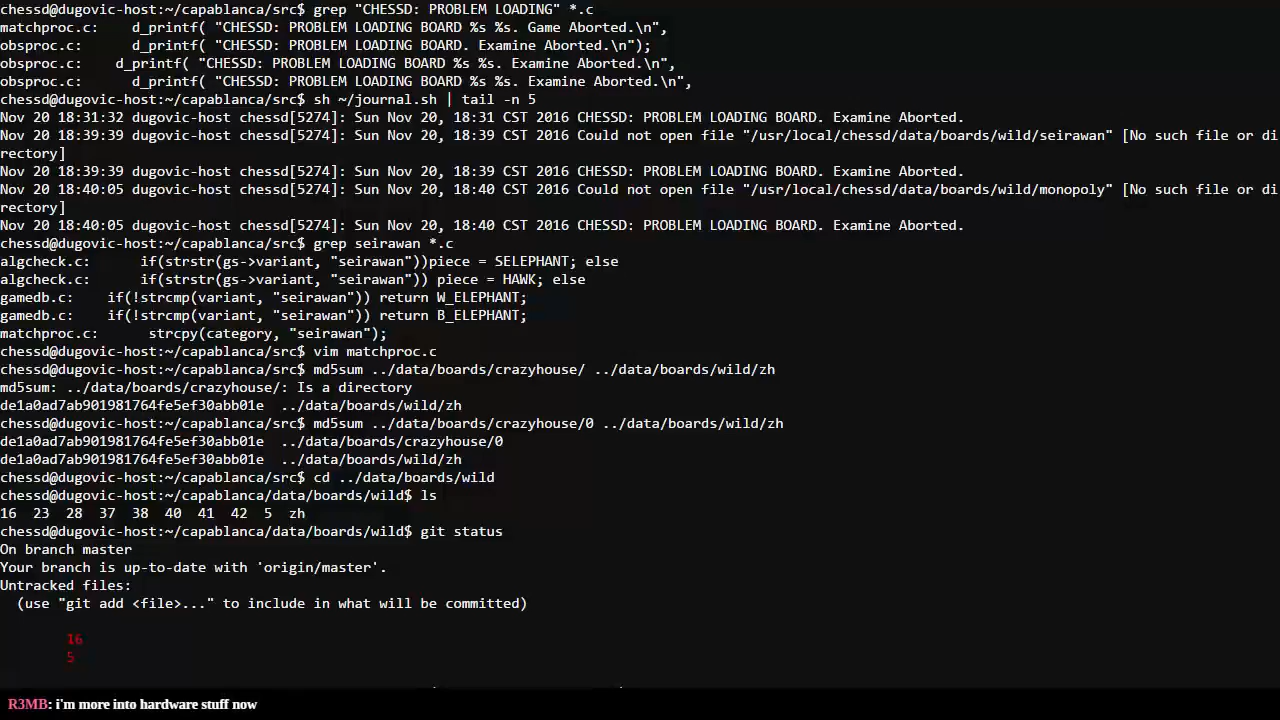 chessd@dugovic-host:~/capablanca/src$ grep "CHESSD: PROBLEM LOADING" *.c
matchproc.c:    d_printf( "CHESSD: PROBLEM LOADING BOARD %s %s. Game Aborted.\n",
obsproc.c:      d_printf( "CHESSD: PROBLEM LOADING BOARD. Examine Aborted.\n");
obsproc.c:    d_printf( "CHESSD: PROBLEM LOADING BOARD %s %s. Examine Aborted.\n",
obsproc.c:      d_printf( "CHESSD: PROBLEM LOADING BOARD %s %s. Examine Aborted.\n",
chessd@dugovic-host:~/capablanca/src$ sh ~/journal.sh | tail -n 5
Nov 20 18:31:32 dugovic-host chessd[5274]: Sun Nov 20, 18:31 CST 2016 CHESSD: PROBLEM LOADING BOARD. Examine Aborted.
Nov 20 18:39:39 dugovic-host chessd[5274]: Sun Nov 20, 18:39 CST 2016 Could not open file "/usr/local/chessd/data/boards/wild/seirawan" [No such file or di
rectory]
Nov 20 18:39:39 dugovic-host chessd[5274]: Sun Nov 20, 18:39 CST 2016 CHESSD: PROBLEM LOADING BOARD. Examine Aborted.
Nov 20 18:40:05 dugovic-host chessd[5274]: Sun Nov 20, 18:40 CST 2016 Could not open file "/usr/local/chessd/data/boards/wild/monopoly" [No such file or di
rectory]
Nov 20 18:40:05 dugovic-host chessd[5274]: Sun Nov 20, 18:40 CST 2016 CHESSD: PROBLEM LOADING BOARD. Examine Aborted.
chessd@dugovic-host:~/capablanca/src$ grep seirawan *.c
algcheck.c:      if(strstr(gs->variant, "seirawan"))piece = SELEPHANT; else
algcheck.c:      if(strstr(gs->variant, "seirawan")) piece = HAWK; else
gamedb.c:    if(!strcmp(variant, "seirawan")) return W_ELEPHANT;
gamedb.c:    if(!strcmp(variant, "seirawan")) return B_ELEPHANT;
matchproc.c:      strcpy(category, "seirawan");
chessd@dugovic-host:~/capablanca/src$ vim matchproc.c
chessd@dugovic-host:~/capablanca/src$ md5sum ../data/boards/crazyhouse/ ../data/boards/wild/zh
md5sum: ../data/boards/crazyhouse/: Is a directory
de1a0ad7ab901981764fe5ef30abb01e  ../data/boards/wild/zh
chessd@dugovic-host:~/capablanca/src$ md5sum ../data/boards/crazyhouse/0 ../data/boards/wild/zh
de1a0ad7ab901981764fe5ef30abb01e  ../data/boards/crazyhouse/0
de1a0ad7ab901981764fe5ef30abb01e  ../data/boards/wild/zh
chessd@dugovic-host:~/capablanca/src$ cd ../data/boards/wild
chessd@dugovic-host:~/capablanca/data/boards/wild$ ls
16  23  28  37  38  40  41  42  5  zh
chessd@dugovic-host:~/capablanca/data/boards/wild$ git status
On branch master
Your branch is up-to-date with 'origin/master'.
Untracked files:
  (use "git add <file>..." to include in what will be committed)
16
5
R3MB: i'm more into hardware stuff now